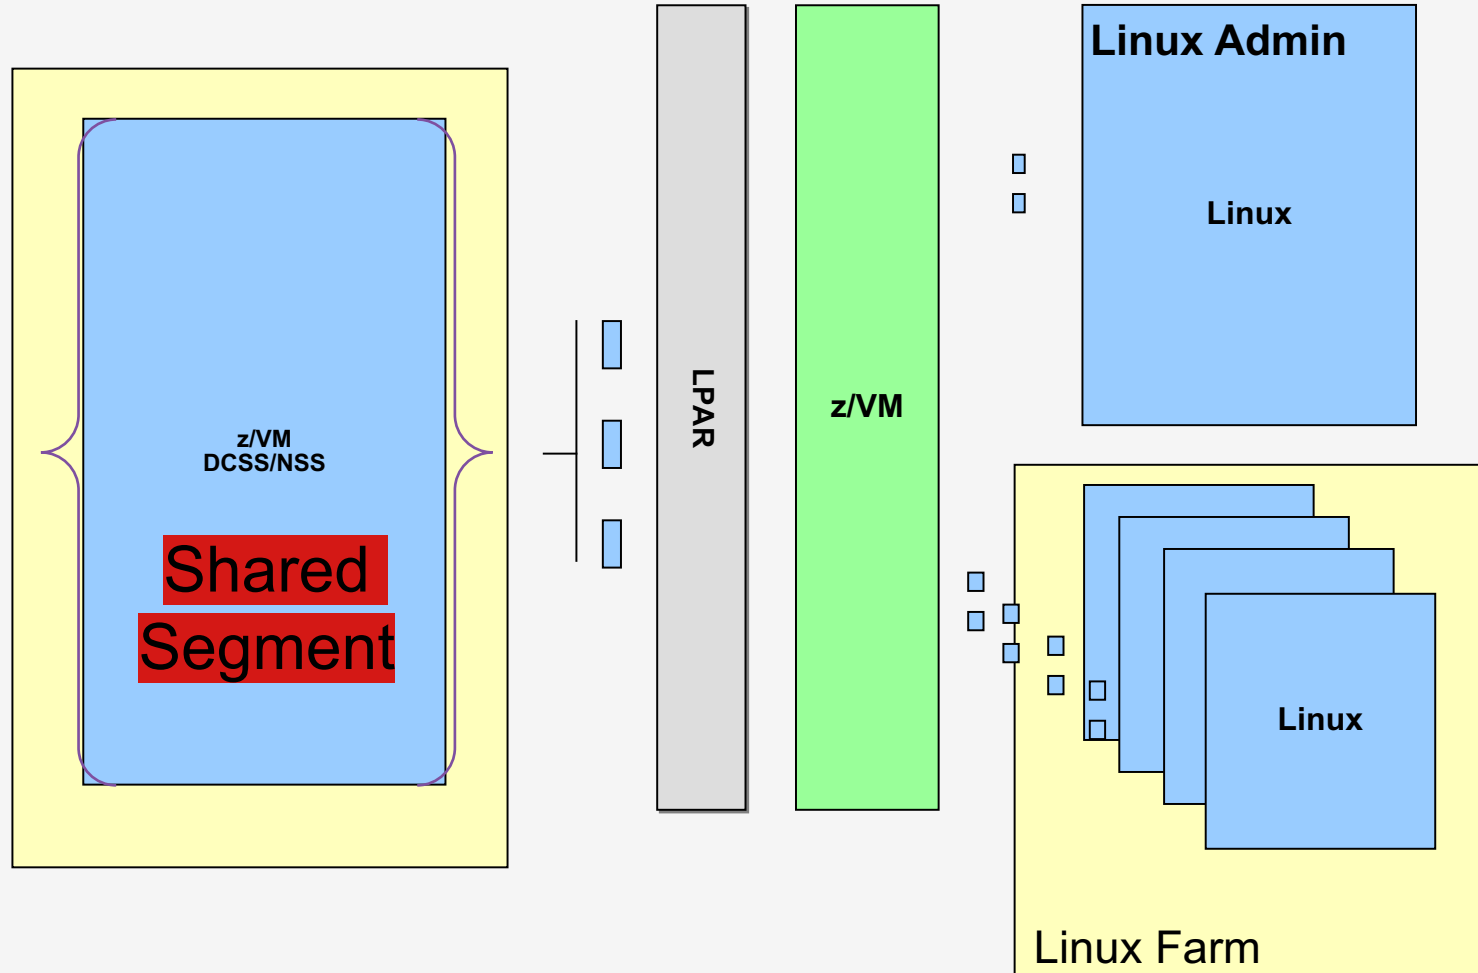 Linux Admin
Linux
z/VM
DCSS/NSS
Shared
Segment
LPAR
z/VM
Linux
Linux Farm